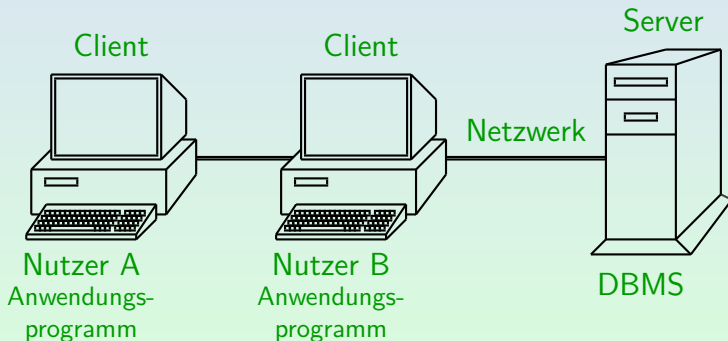 Server
Client
Client
Netzwerk
Nutzer A
Anwendungs-
programm
Nutzer B
Anwendungs-
programm
DBMS